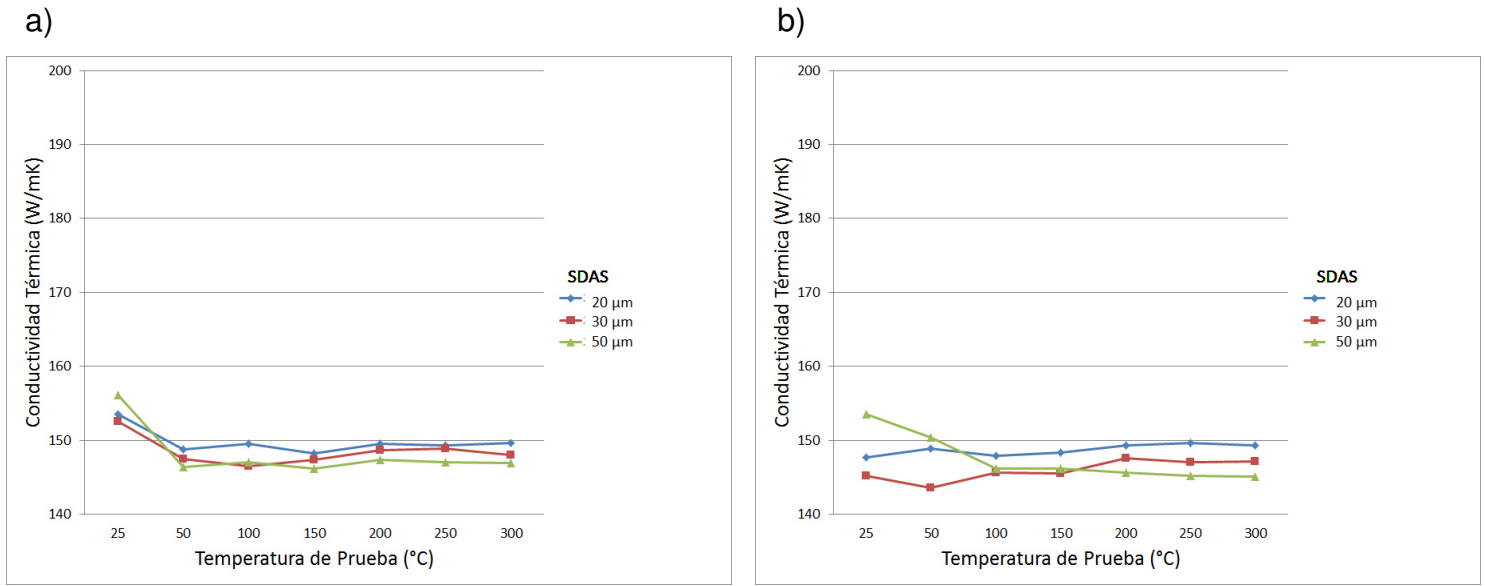 a)
200
190
180
170
160
150
140
Conductividad Térmica (W/mK)
25 50 100 150 200 250 300
Temperatura de Prueba (°C)
SDAS
20 µm
30 µm
50 µm
b)
200
190
180
170
160
150
140
Conductividad Térmica (W/mK)
25 50 100 150 200 250 300
Temperatura de Prueba (°C)
SDAS
20 µm
30 µm
50 µm